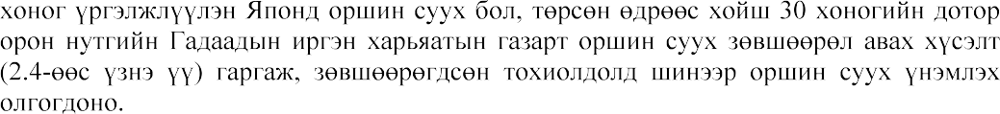 хоног үргэлжлүүлэн Японд оршин суух бол, төрсөн өдрөөс хойш 30 хоногийн дотор
орон нутгийн Гадаадын иргэн харьяатын газарт оршин суух зөвшөөрөл авах хүсэлт
(2.4-өөс үзнэ үү) гаргаж, зөвшөөрөгдсөн тохиолдолд шинээр оршин суух үнэмлэх
олгогдоно.